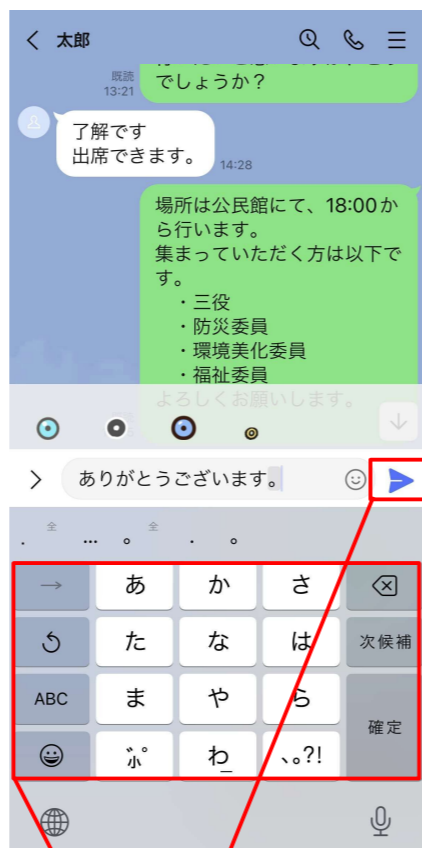 太郎
でしょうか？
既読
13:21
了解です
出席できます。
14:28
場所は公民館にて、18:00か
ら行います。
集まっていただく方は以下で
す。
・三役
・防災委員
・環境美化委員
・福祉委員
よろしくお願いします。
ありがとうございます。
全 全
. … 。 . 。
→ あ か さ
た な は 次候補
ABC ま や ら
確定
小 わ 、。?!